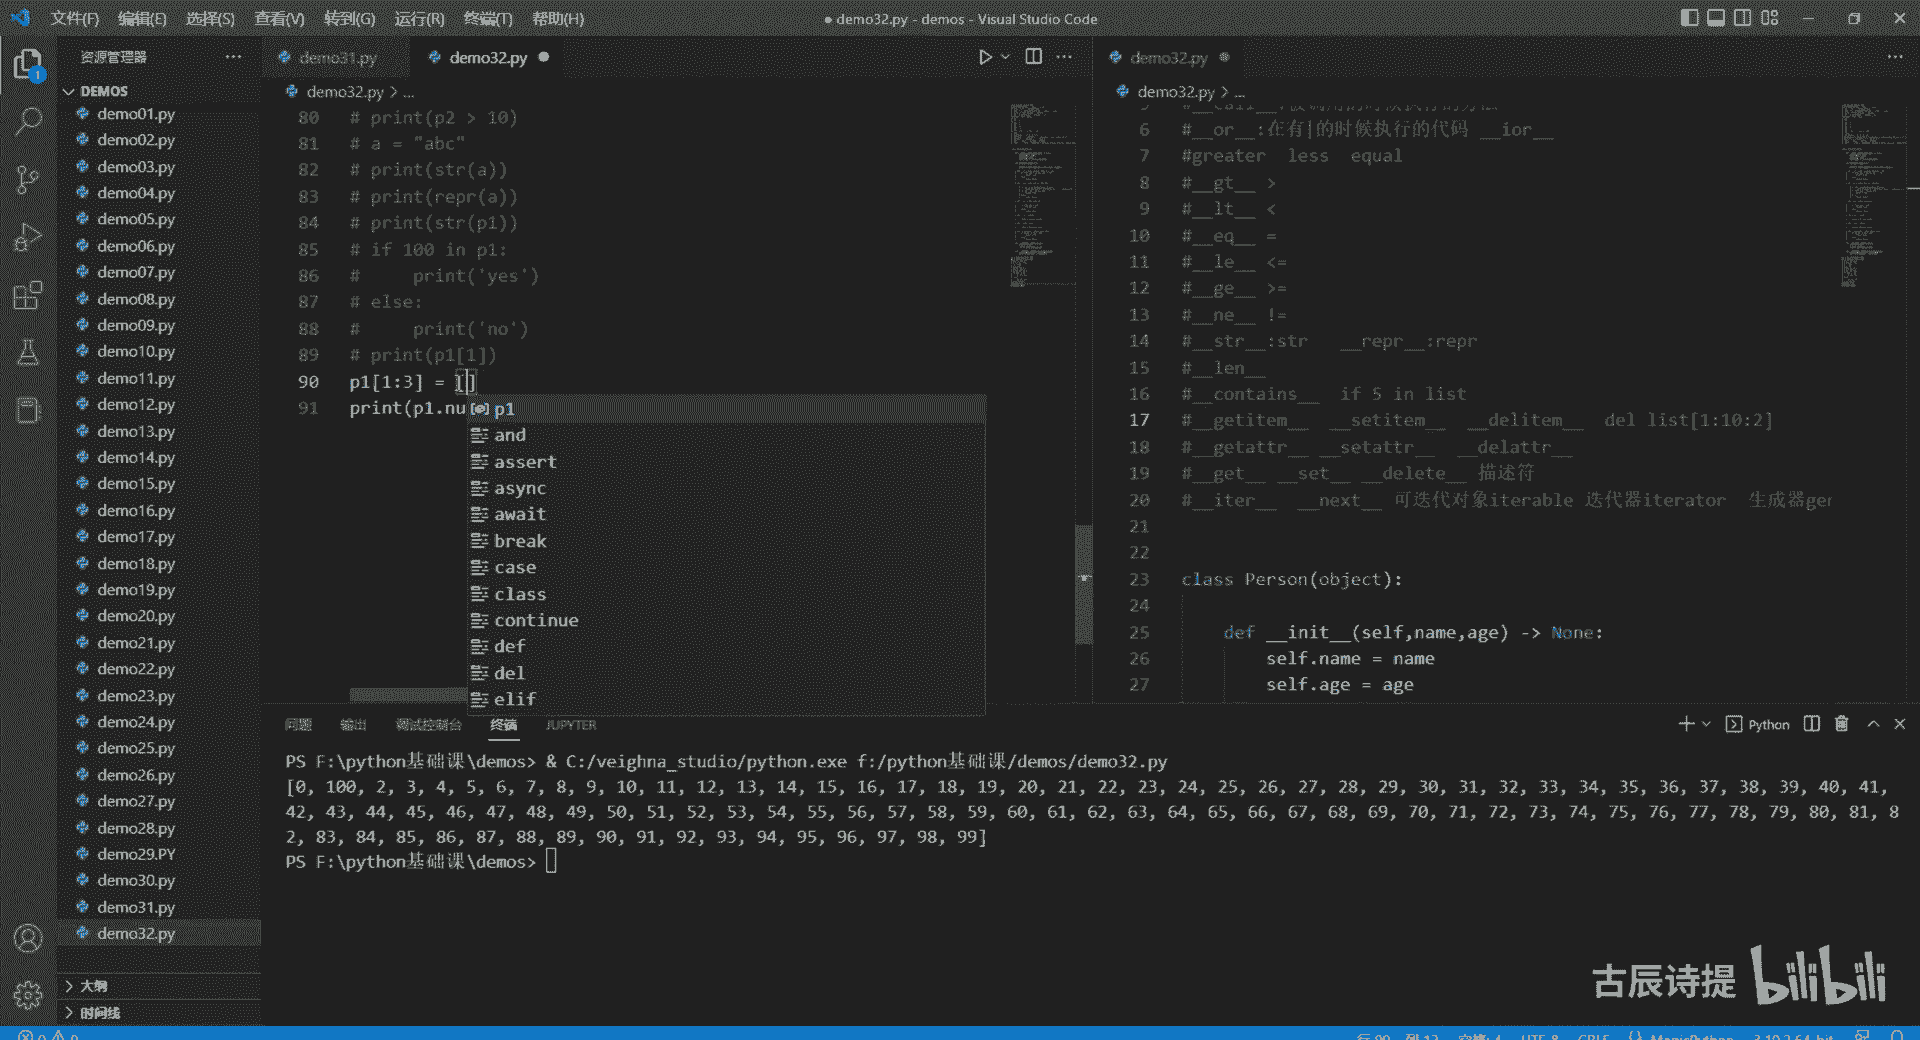 文件(F) 编辑(E) 选择(S) 查看(V) 转到(G) 运行(R) 终端(T) 帮助(H)
● demo32.py - demos - Visual Studio Code
资源管理器
DEMOS
demo01.py
demo02.py
demo03.py
demo04.py
demo05.py
demo06.py
demo07.py
demo08.py
demo09.py
demo10.py
demo11.py
demo12.py
demo13.py
demo14.py
demo15.py
demo16.py
demo17.py
demo18.py
demo19.py
demo20.py
demo21.py
demo22.py
demo23.py
demo24.py
demo25.py
demo26.py
demo27.py
demo28.py
demo29.PY
demo30.py
demo31.py
demo32.py
大纲
时间线
demo31.py demo32.py
demo32.py > ...
80 # print(p2 > 10)
81 # a = "abc"
82 # print(str(a))
83 # print(repr(a))
84 # print(str(p1))
85 # if 100 in p1:
86 #     print('yes')
87 # else:
88 #     print('no')
89 # print(p1[1])
90 p1[1:3] = []
91 print(p1.nu
p1
and
assert
async
await
break
case
class
continue
def
del
elif
demo32.py
demo32.py > ...
6 #__or__:在有|的时候执行的代码 __ior__
7 #greater less equal
8 #__gt__ >
9 #__lt__ <
10 #__eq__ =
11 #__le__ <=
12 #__ge__ >=
13 #__ne__ !=
14 #__str__:str __repr__:repr
15 #__len__
16 #__contains__ if 5 in list
17 #__getitem__ __setitem__ __delitem__ del list[1:10:2]
18 #__getattr__ __setattr__ __delattr__
19 #__get__ __set__ __delete__ 描述符
20 #__iter__ __next__ 可迭代对象iterable 迭代器iterator 生成器ger
21
22
23 class Person(object):
24
25     def __init__(self,name,age) -> None:
26         self.name = name
27         self.age = age
问题 输出 调试控制台 终端 JUPYTER
Python
PS F:\python基础课\demos> & C:/veighna_studio/python.exe f:/python基础课/demos/demo32.py
[0, 100, 2, 3, 4, 5, 6, 7, 8, 9, 10, 11, 12, 13, 14, 15, 16, 17, 18, 19, 20, 21, 22, 23, 24, 25, 26, 27, 28, 29, 30, 31, 32, 33, 34, 35, 36, 37, 38, 39, 40, 41,
42, 43, 44, 45, 46, 47, 48, 49, 50, 51, 52, 53, 54, 55, 56, 57, 58, 59, 60, 61, 62, 63, 64, 65, 66, 67, 68, 69, 70, 71, 72, 73, 74, 75, 76, 77, 78, 79, 80, 81, 8
2, 83, 84, 85, 86, 87, 88, 89, 90, 91, 92, 93, 94, 95, 96, 97, 98, 99]
PS F:\python基础课\demos>
古辰诗提 bilibili